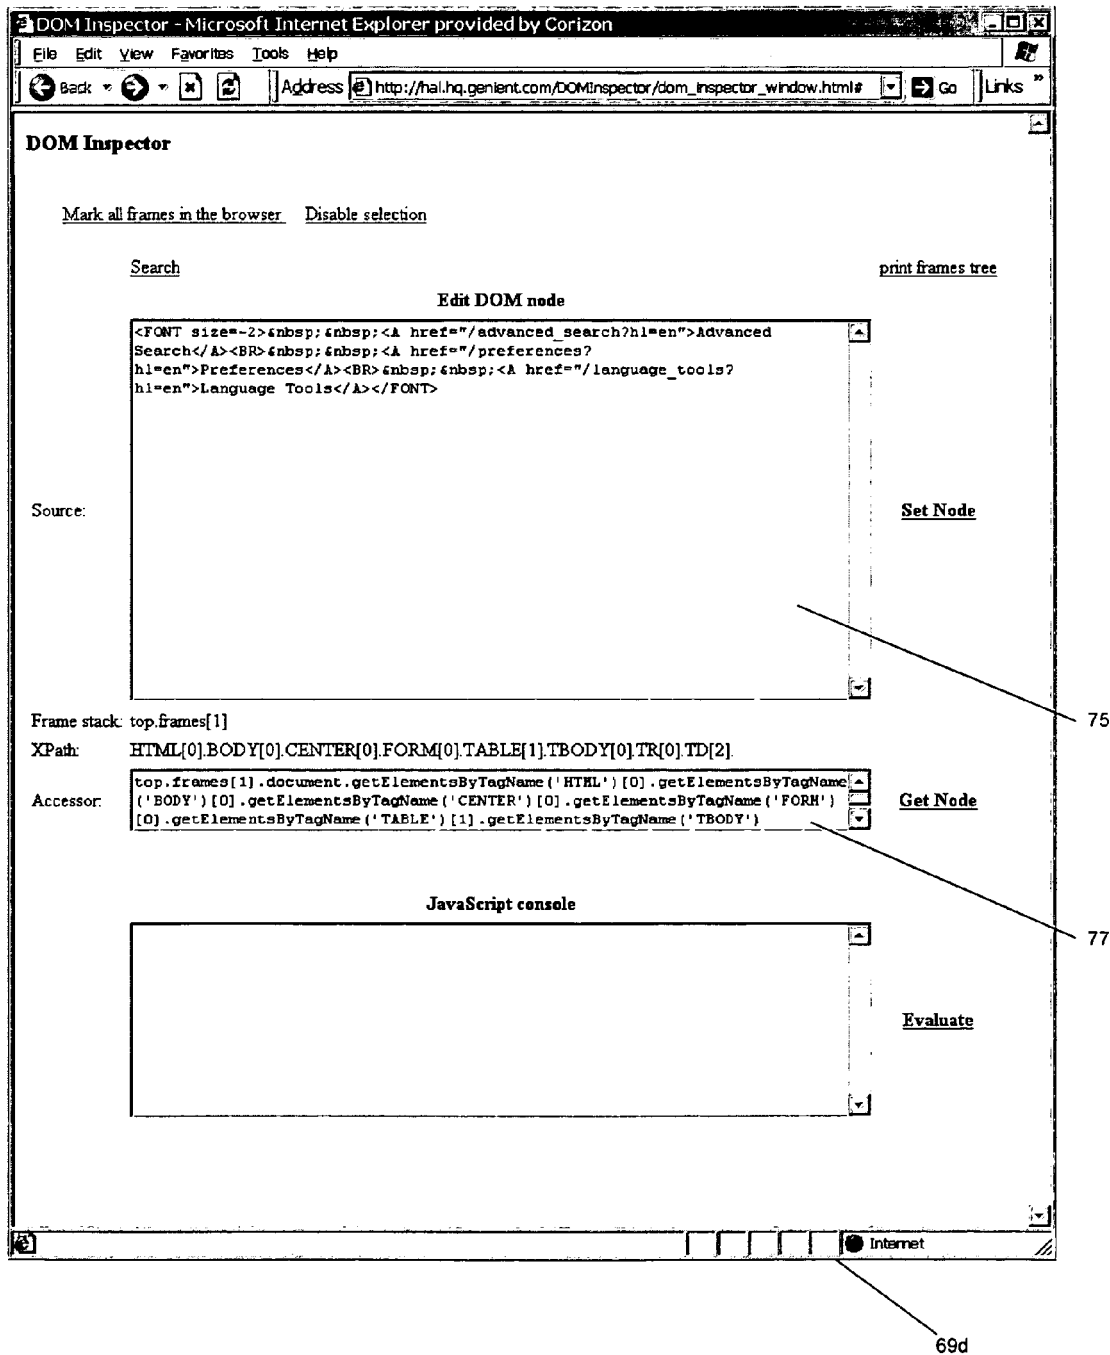 DOM Inspector - Microsoft Internet Explorer provided by Corizon
File Edit View Favorites Tools Help
Back Address http://hal.hq.genient.com/DOMInspector/dom_inspector_window.html# Go Links »
DOM Inspector
Mark all frames in the browser Disable selection
Search print frames tree
Edit DOM node
<FONT size=-2>&nbsp;&nbsp;<A href="/advanced_search?hl=en">Advanced
Search</A><BR>&nbsp;&nbsp;<A href="/preferences?
hl=en">Preferences</A><BR>&nbsp;&nbsp;<A href="/language_tools?
hl=en">Language Tools</A></FONT>
Source: Set Node
75
Frame stack: top.frames[1]
XPath: HTML[0].BODY[0].CENTER[0].FORM[0].TABLE[1].TBODY[0].TR[0].TD[2].
top.frames[1].document.getElementsByTagName('HTML')[0].getElementsByTagName
Accessor: ('BODY')[0].getElementsByTagName('CENTER')[0].getElementsByTagName('FORM') Get Node
[0].getElementsByTagName('TABLE')[1].getElementsByTagName('TBODY')
JavaScript console
77
Evaluate
Internet
69d